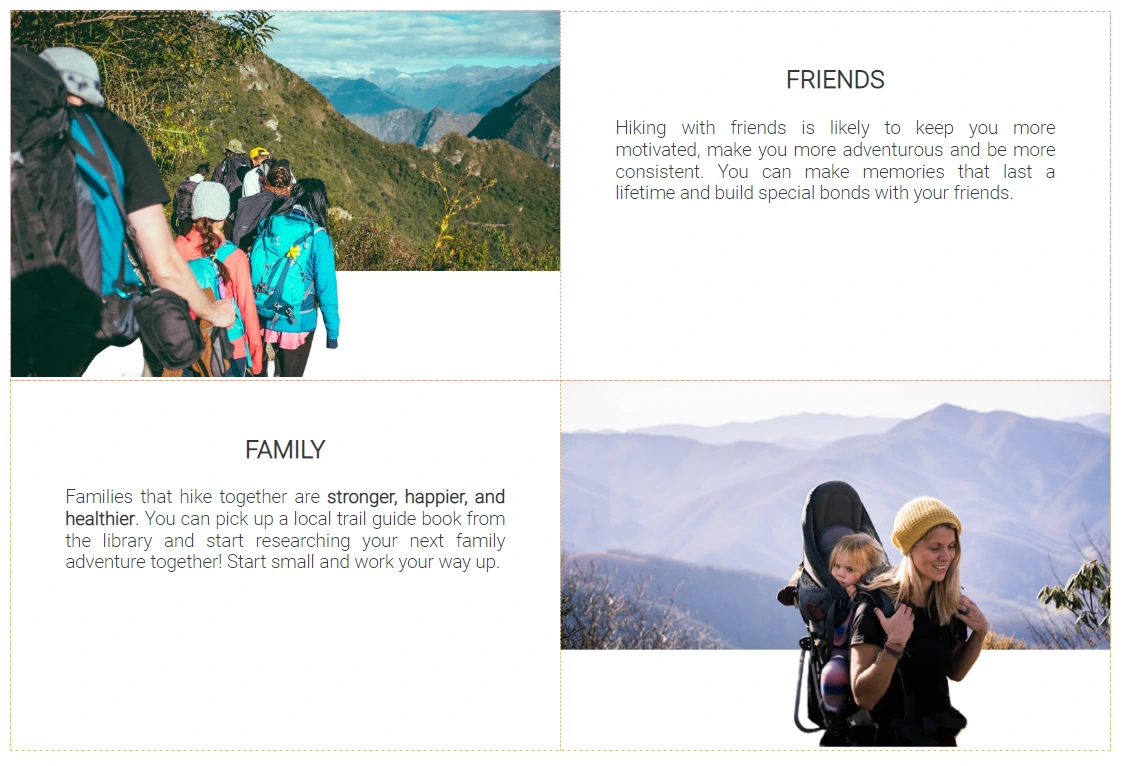 FRIENDS
Hiking with friends is likely to keep you more
motivated, make you more adventurous and be more
consistent. You can make memories that last a
lifetime and build special bonds with your friends.
FAMILY
Families that hike together are stronger, happier, and
healthier. You can pick up a local trail guide book from
the library and start researching your next family
adventure together! Start small and work your way up.